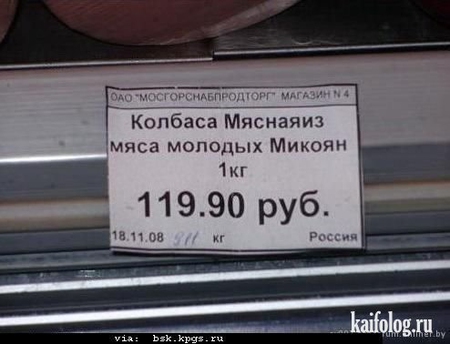 ОАО "МОСГОРСНАБПРОДТОРГ" МАГАЗИН N 4
Колбаса Мяснаяиз
мяса молодых Микоян
1кг
119.90 руб.
18.11.08 911 кг Россия
kaifolog.ru
via: bsk.kpgs.ru